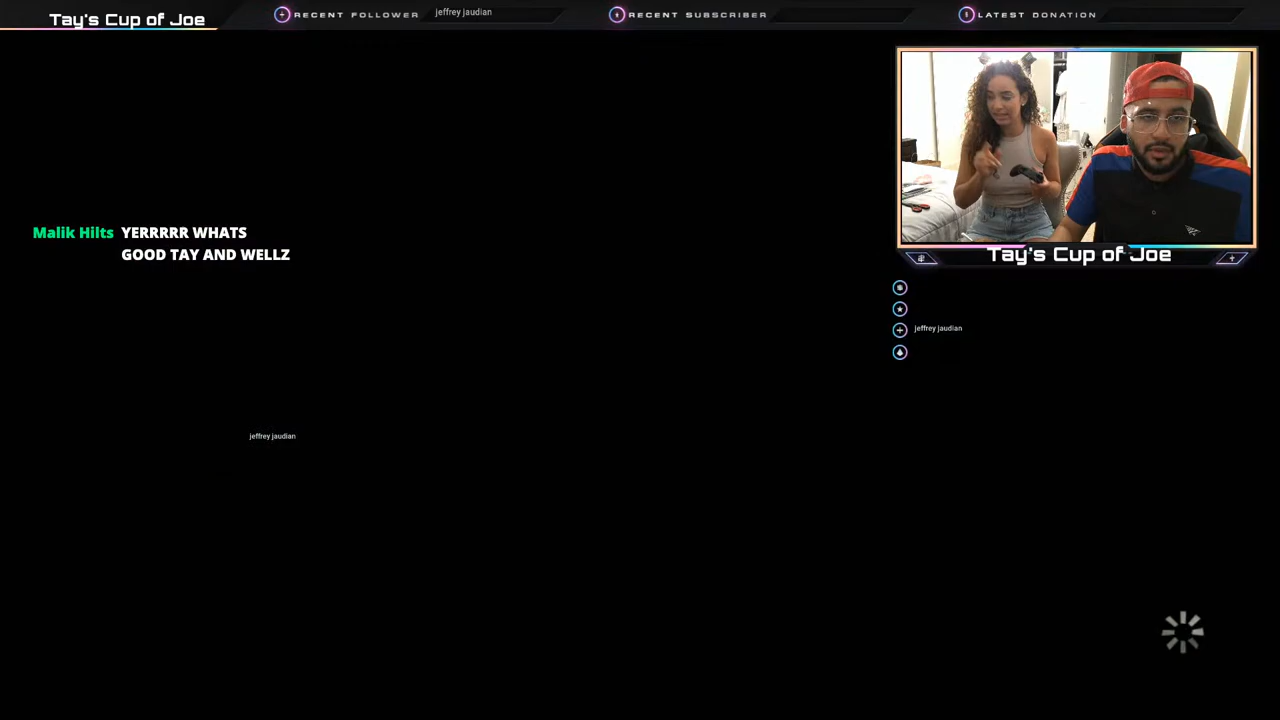 Tay's Cup of Joe
RECENT FOLLOWER
jeffrey jaudian
RECENT SUBSCRIBER
LATEST DONATION
Malik Hilts YERRRRR WHATS
GOOD TAY AND WELLZ
Tay's Cup of Joe
jeffrey jaudian
jeffrey jaudian